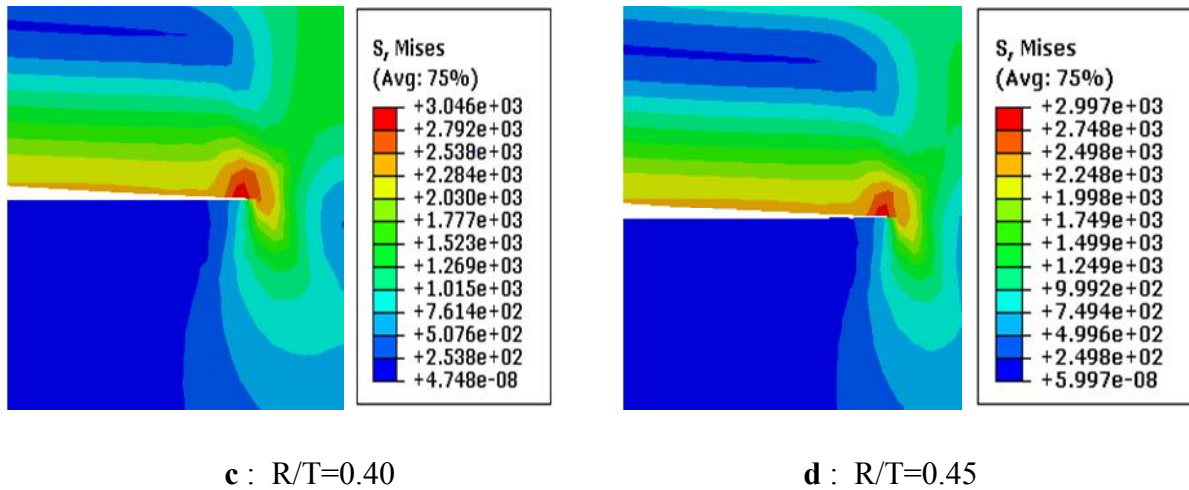 S, Mises
(Avg: 75%)
+3.046e+03
+2.792e+03
+2.538e+03
+2.284e+03
+2.030e+03
+1.777e+03
+1.523e+03
+1.269e+03
+1.015e+03
+7.614e+02
+5.076e+02
+2.538e+02
+4.748e-08
S, Mises
(Avg: 75%)
+2.997e+03
+2.748e+03
+2.498e+03
+2.248e+03
+1.998e+03
+1.749e+03
+1.499e+03
+1.249e+03
+9.992e+02
+7.494e+02
+4.996e+02
+2.498e+02
+5.997e-08
c : R/T=0.40
d : R/T=0.45